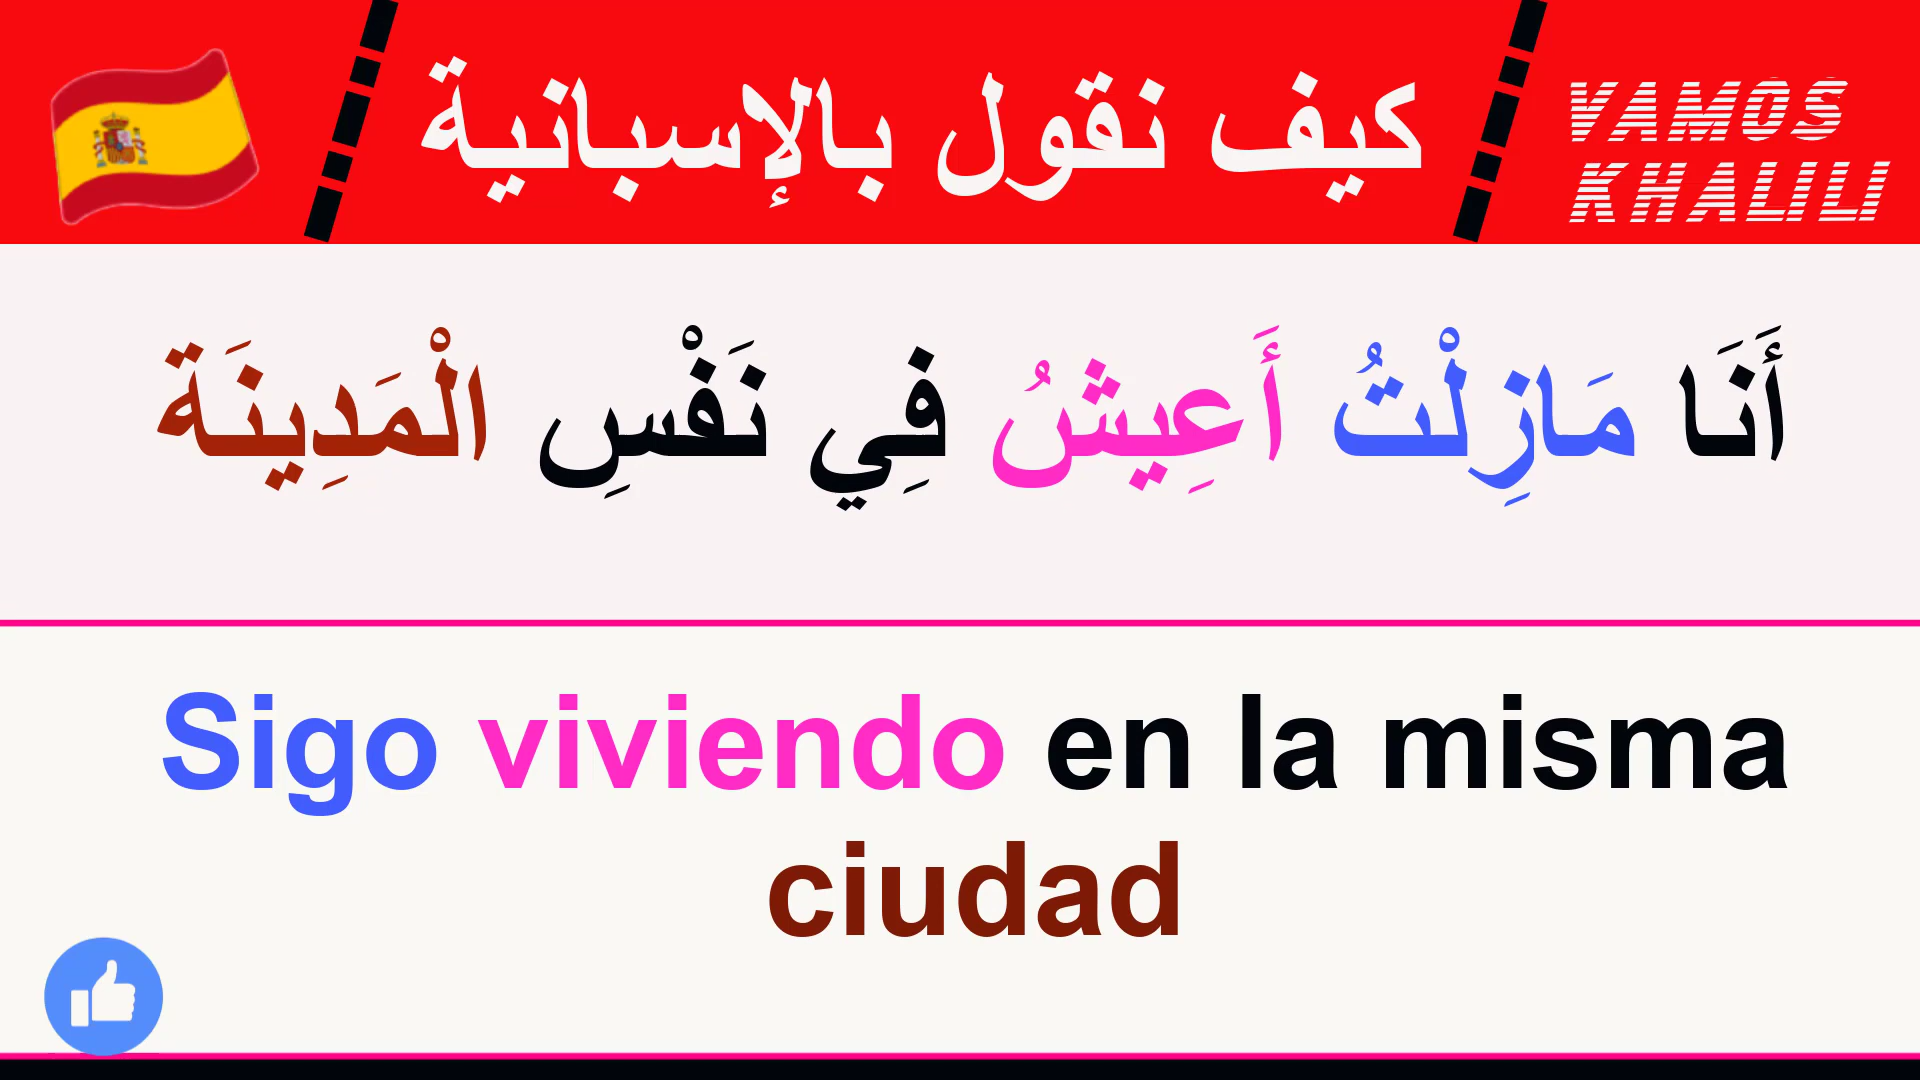 كيف نقول بالإسبانية
VAMOS
KHALILI
أَنَا مَازِلْتُ أَعِيشُ فِي نَفْسِ الْمَدِينَة
Sigo viviendo en la misma
ciudad